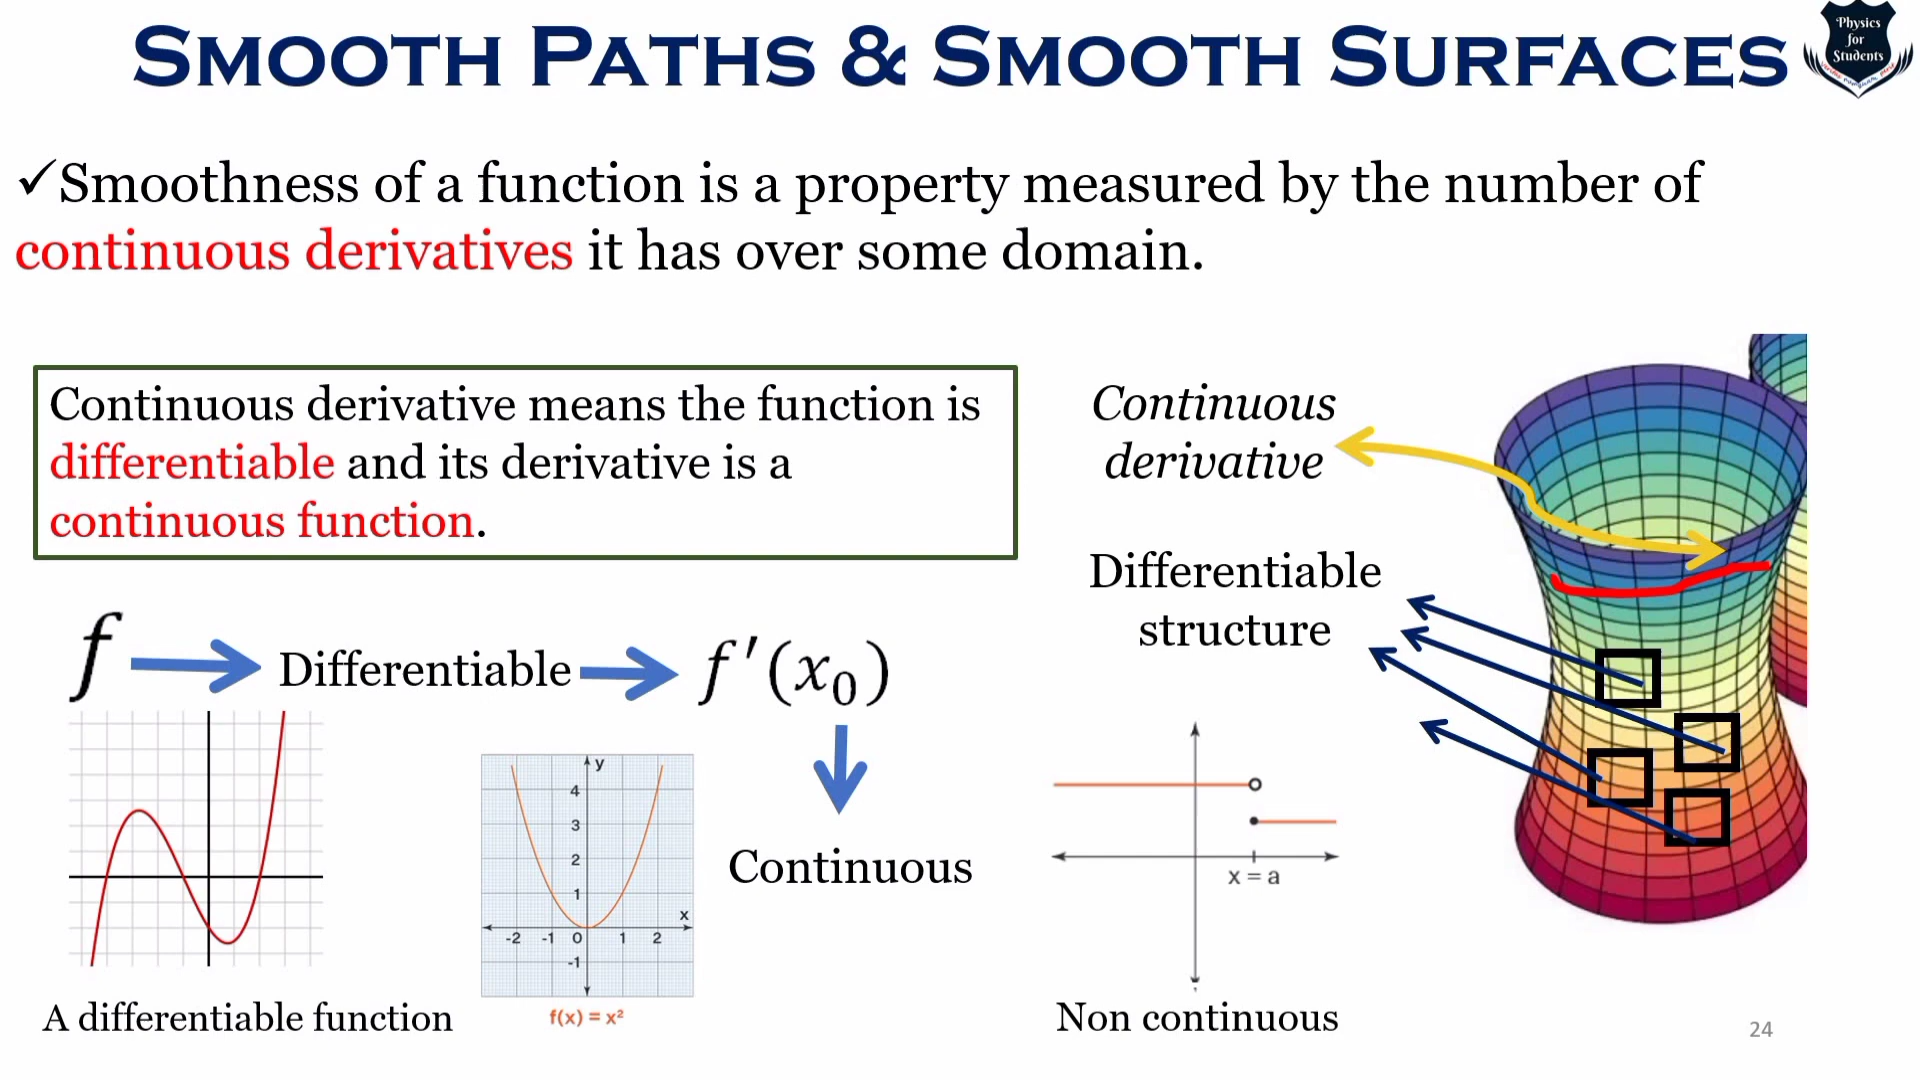 SMOOTH PATHS & SMOOTH SURFACES
Physics
for
Students
✓Smoothness of a function is a property measured by the number of
continuous derivatives it has over some domain.
Continuous derivative means the function is
differentiable and its derivative is a
continuous function.
Continuous
derivative
Differentiable
structure
f
Differentiable
f′(x₀)
Continuous
y
4
3
2
1
x
-2 -1 0 1 2
-1
f(x) = x²
x = a
A differentiable function
Non continuous
24